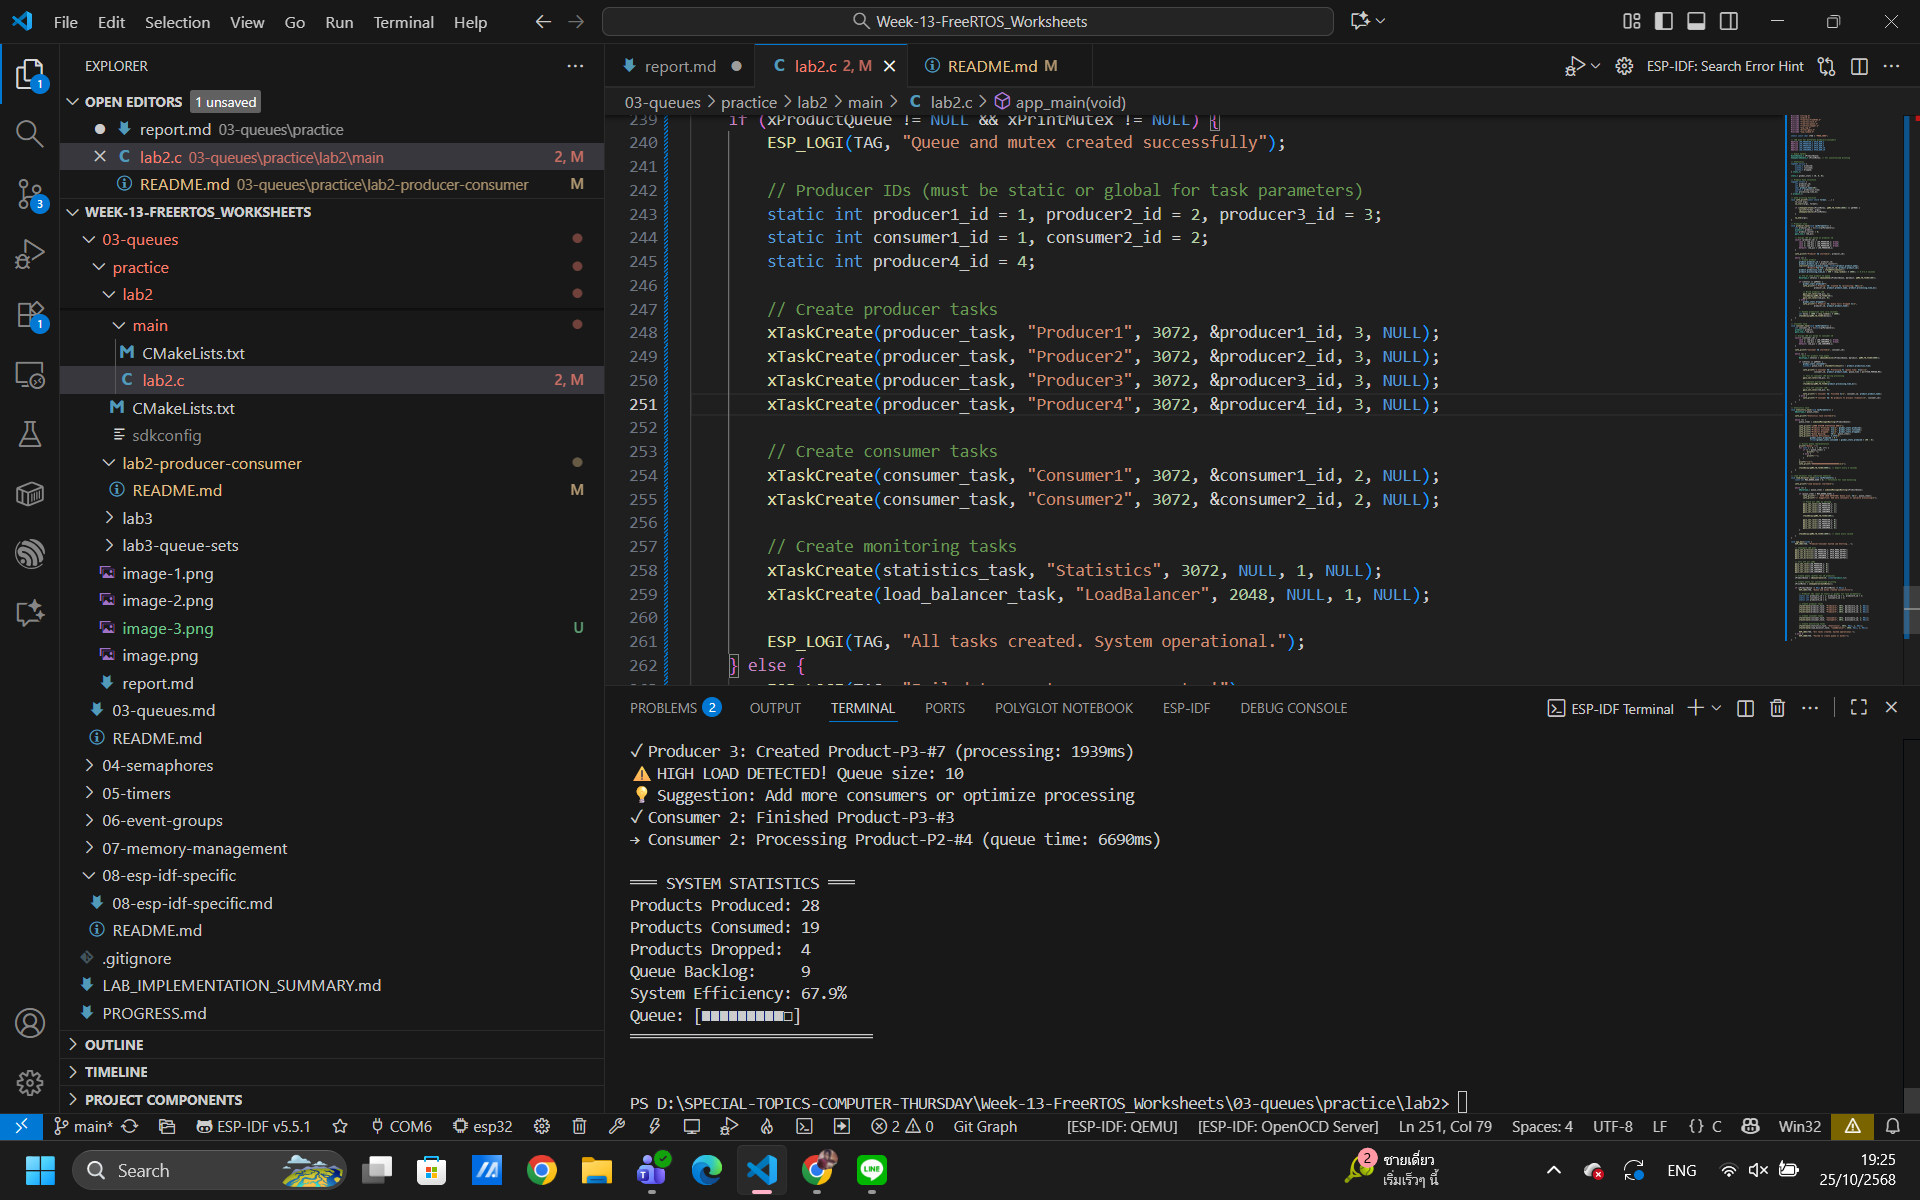 File Edit Selection View Go Run Terminal Help
Week-13-FreeRTOS_Worksheets
EXPLORER
OPEN EDITORS 1 unsaved
report.md 03-queues\practice
lab2.c 03-queues\practice\lab2\main 2, M
README.md 03-queues\practice\lab2-producer-consumer M
WEEK-13-FREERTOS_WORKSHEETS
03-queues
practice
lab2
main
CMakeLists.txt
lab2.c 2, M
CMakeLists.txt
sdkconfig
lab2-producer-consumer
README.md M
lab3
lab3-queue-sets
image-1.png
image-2.png
image-3.png U
image.png
report.md
03-queues.md
README.md
04-semaphores
05-timers
06-event-groups
07-memory-management
08-esp-idf-specific
08-esp-idf-specific.md
README.md
.gitignore
LAB_IMPLEMENTATION_SUMMARY.md
PROGRESS.md
OUTLINE
TIMELINE
PROJECT COMPONENTS
report.md lab2.c 2, M README.md M ESP-IDF: Search Error Hint
03-queues > practice > lab2 > main > C lab2.c > app_main(void)
239 if (xProductQueue != NULL && xPrintMutex != NULL) {
240 ESP_LOGI(TAG, "Queue and mutex created successfully");
241
242 // Producer IDs (must be static or global for task parameters)
243 static int producer1_id = 1, producer2_id = 2, producer3_id = 3;
244 static int consumer1_id = 1, consumer2_id = 2;
245 static int producer4_id = 4;
246
247 // Create producer tasks
248 xTaskCreate(producer_task, "Producer1", 3072, &producer1_id, 3, NULL);
249 xTaskCreate(producer_task, "Producer2", 3072, &producer2_id, 3, NULL);
250 xTaskCreate(producer_task, "Producer3", 3072, &producer3_id, 3, NULL);
251 xTaskCreate(producer_task, "Producer4", 3072, &producer4_id, 3, NULL);
252
253 // Create consumer tasks
254 xTaskCreate(consumer_task, "Consumer1", 3072, &consumer1_id, 2, NULL);
255 xTaskCreate(consumer_task, "Consumer2", 3072, &consumer2_id, 2, NULL);
256
257 // Create monitoring tasks
258 xTaskCreate(statistics_task, "Statistics", 3072, NULL, 1, NULL);
259 xTaskCreate(load_balancer_task, "LoadBalancer", 2048, NULL, 1, NULL);
260
261 ESP_LOGI(TAG, "All tasks created. System operational.");
262 } else {
PROBLEMS 2 OUTPUT TERMINAL PORTS POLYGLOT NOTEBOOK ESP-IDF DEBUG CONSOLE ESP-IDF Terminal
✓ Producer 3: Created Product-P3-#7 (processing: 1939ms)
⚠️ HIGH LOAD DETECTED! Queue size: 10
💡 Suggestion: Add more consumers or optimize processing
✓ Consumer 2: Finished Product-P3-#3
→ Consumer 2: Processing Product-P2-#4 (queue time: 6690ms)
═══ SYSTEM STATISTICS ═══
Products Produced: 28
Products Consumed: 19
Products Dropped: 4
Queue Backlog: 9
System Efficiency: 67.9%
Queue: [■■■■■■■■■□]
═══════════════════════════
PS D:\SPECIAL-TOPICS-COMPUTER-THURSDAY\Week-13-FreeRTOS_Worksheets\03-queues\practice\lab2>
main* ESP-IDF v5.5.1 COM6 esp32 2 0 Git Graph [ESP-IDF: QEMU] [ESP-IDF: OpenOCD Server] Ln 251, Col 79 Spaces: 4 UTF-8 LF {} C Win32
Search
2 ชายเดี่ยว
เริ่มเร็วๆ นี้
ENG
19:25
25/10/2568